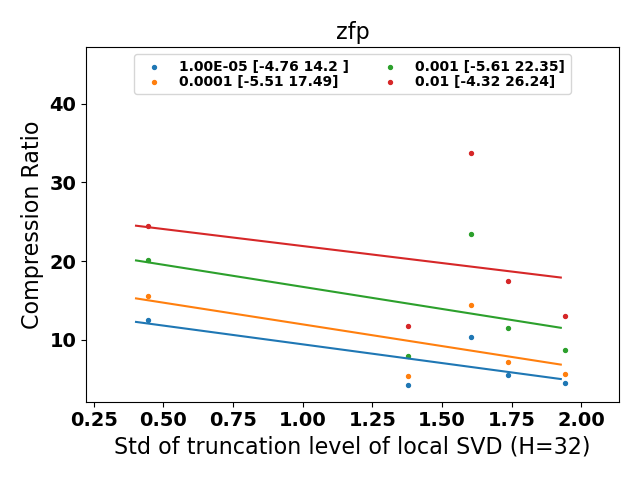 zfp
1.00E-05 [-4.76 14.2 ]
0.0001 [-5.51 17.49]
0.001 [-5.61 22.35]
0.01 [-4.32 26.24]
Compression Ratio
40
30
20
10
0.25 0.50 0.75 1.00 1.25 1.50 1.75 2.00
Std of truncation level of local SVD (H=32)